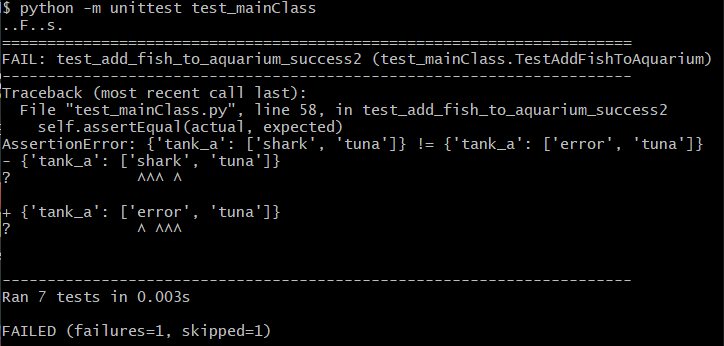 $ python -m unittest test_mainClass
..F..s.
======================================================================
FAIL: test_add_fish_to_aquarium_success2 (test_mainClass.TestAddFishToAquarium)
----------------------------------------------------------------------
Traceback (most recent call last):
  File "test_mainClass.py", line 58, in test_add_fish_to_aquarium_success2
    self.assertEqual(actual, expected)
AssertionError: {'tank_a': ['shark', 'tuna']} != {'tank_a': ['error', 'tuna']}
- {'tank_a': ['shark', 'tuna']}
?              ^^^ ^
+ {'tank_a': ['error', 'tuna']}
?              ^ ^^^
----------------------------------------------------------------------
Ran 7 tests in 0.003s
FAILED (failures=1, skipped=1)